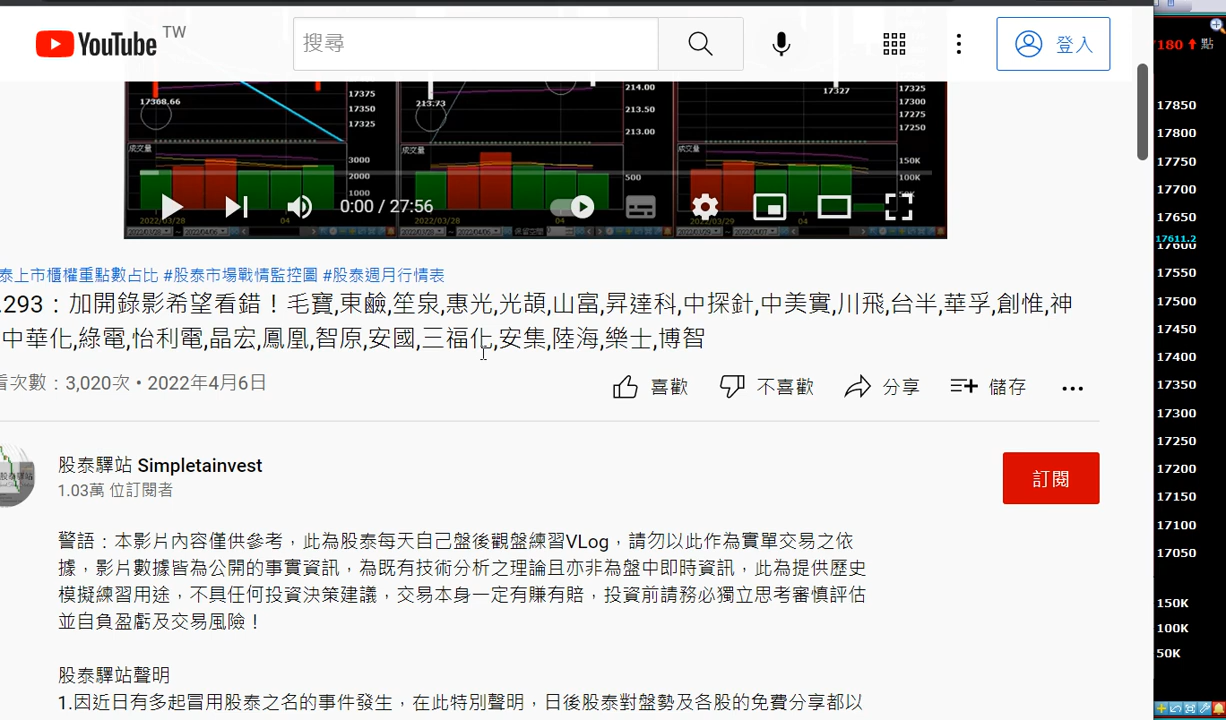 YouTube TW
搜尋
登入
180 點
17368.66
17375
17350
17325
213.73
214.00
213.50
213.00
17327
17325
17300
17275
17250
成交量
3000
2000
1000
成交量
500
成交量
150K
100K
0:00 / 27:56
2022/03/28
04
2022/03/28
04
2022/03/29
04
泰上市櫃權重點數占比 #股泰市場戰情監控圖 #股泰週月行情表
.293：加開錄影希望看錯！毛寶,東鹼,笙泉,惠光,光頡,山富,昇達科,中探針,中美實,川飛,台半,華孚,創惟,神
中華化,綠電,怡利電,晶宏,鳳凰,智原,安國,三福化,安集,陸海,樂士,博智
看次數：3,020次 • 2022年4月6日
喜歡
不喜歡
分享
儲存
股泰驛站 Simpletainvest
1.03萬 位訂閱者
訂閱
警語：本影片內容僅供參考，此為股泰每天自己盤後觀盤練習VLog，請勿以此作為實單交易之依
據，影片數據皆為公開的事實資訊，為既有技術分析之理論且亦非為盤中即時資訊，此為提供歷史
模擬練習用途，不具任何投資決策建議，交易本身一定有賺有賠，投資前請務必獨立思考審慎評估
並自負盈虧及交易風險！
股泰驛站聲明
1.因近日有多起冒用股泰之名的事件發生，在此特別聲明，日後股泰對盤勢及各股的免費分享都以
17850
17800
17750
17700
17650
17611.2
17600
17550
17500
17450
17400
17350
17300
17250
17200
17150
17100
17050
150K
100K
50K